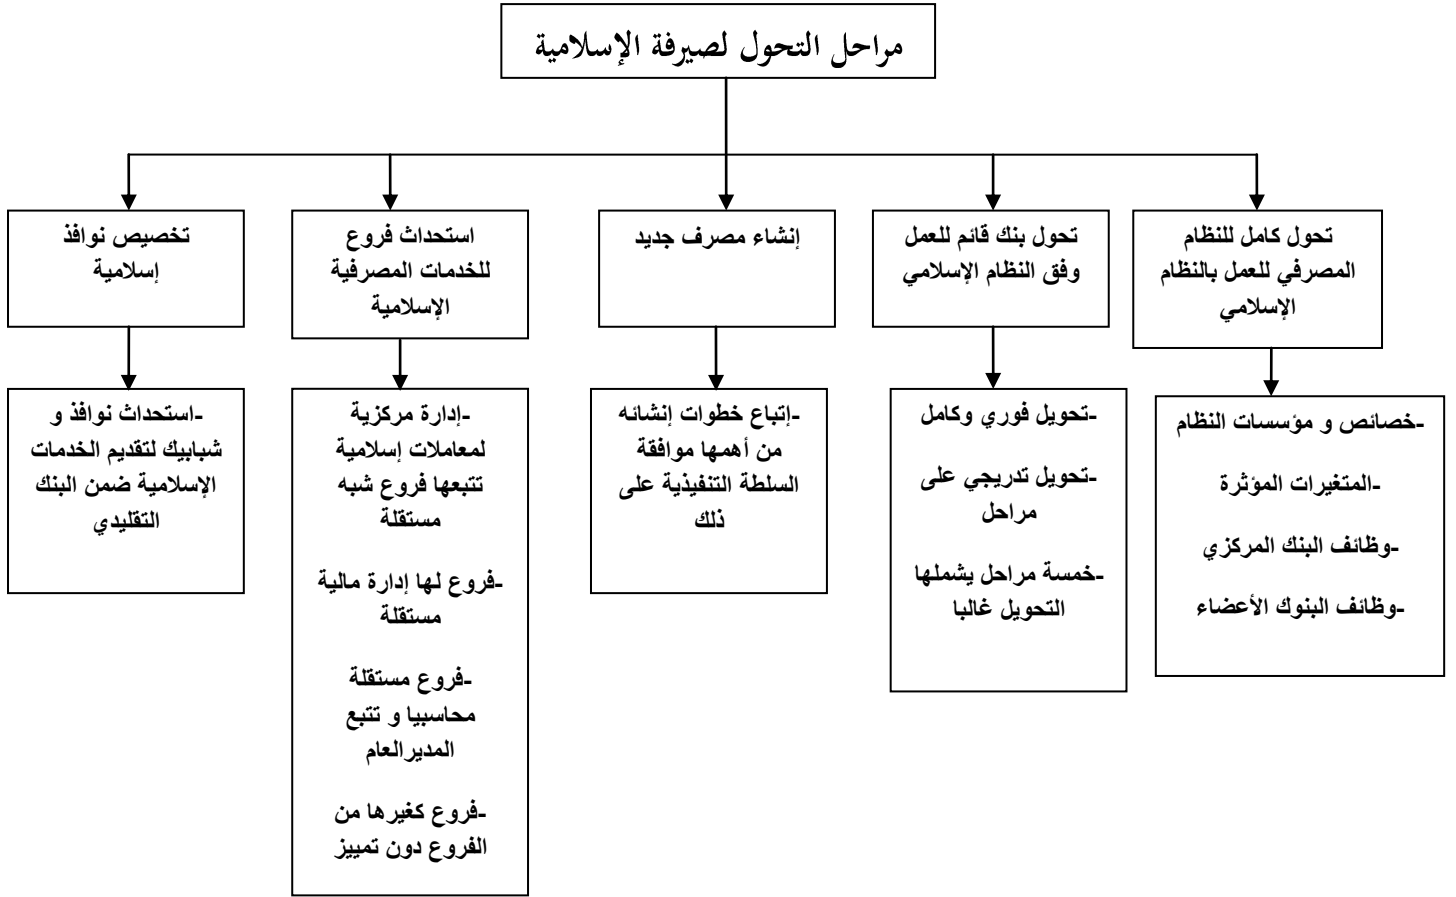 مراحل التحول لصيرفة الإسلامية
تحول كامل للنظام
المصرفي للعمل بالنظام
الإسلامي
تحول بنك قائم للعمل
وفق النظام الإسلامي
إنشاء مصرف جديد
استحداث فروع
للخدمات المصرفية
الإسلامية
تخصيص نوافذ
إسلامية
-خصائص و مؤسسات النظام
-المتغيرات المؤثرة
-وظائف البنك المركزي
-وظائف البنوك الأعضاء
-تحويل فوري وكامل
-تحويل تدريجي على
مراحل
-خمسة مراحل يشملها
التحويل غالبا
-إتباع خطوات إنشائه
من أهمها موافقة
السلطة التنفيذية على
ذلك
-إدارة مركزية
لمعاملات إسلامية
تتبعها فروع شبه
مستقلة
-فروع لها إدارة مالية
مستقلة
-فروع مستقلة
محاسبيا و تتبع
المديرالعام
-فروع كغيرها من
الفروع دون تمييز
-استحداث نوافذ و
شبابيك لتقديم الخدمات
الإسلامية ضمن البنك
التقليدي